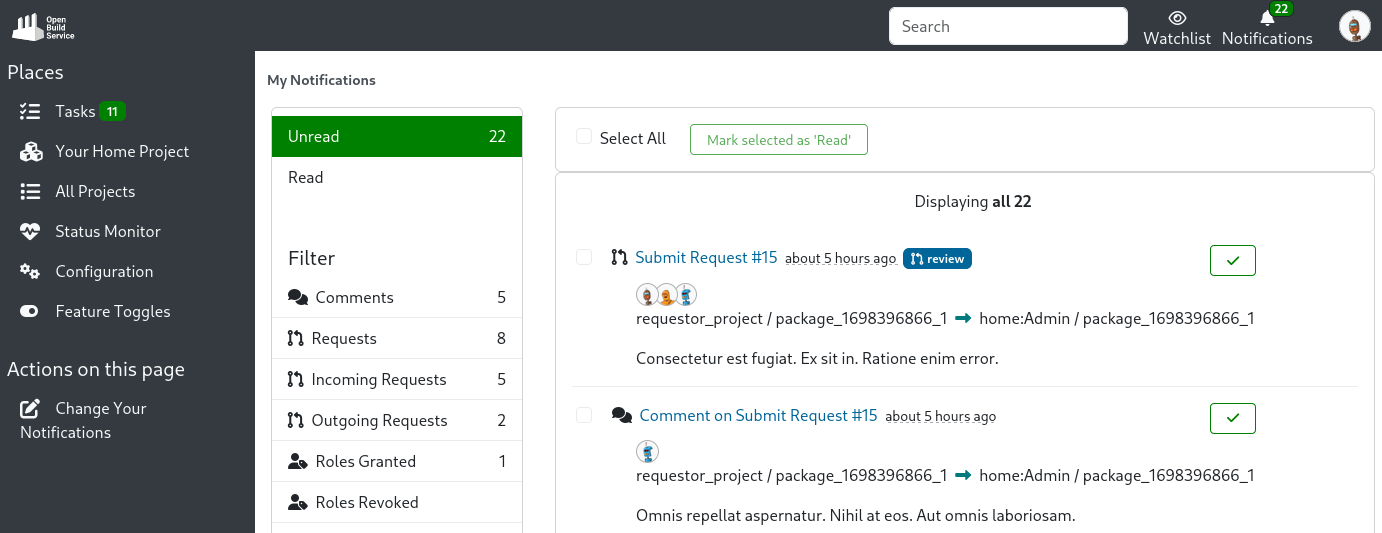 Open
Build
Service
Search
Watchlist
22
Notifications
Places
Tasks 11
Your Home Project
All Projects
Status Monitor
Configuration
Feature Toggles
Actions on this page
Change Your
Notifications
My Notifications
Unread 22
Read
Filter
Comments 5
Requests 8
Incoming Requests 5
Outgoing Requests 2
Roles Granted 1
Roles Revoked
Select All Mark selected as 'Read'
Displaying all 22
Submit Request #15 about 5 hours ago review
requestor_project / package_1698396866_1 home:Admin / package_1698396866_1
Consectetur est fugiat. Ex sit in. Ratione enim error.
Comment on Submit Request #15 about 5 hours ago
requestor_project / package_1698396866_1 home:Admin / package_1698396866_1
Omnis repellat aspernatur. Nihil at eos. Aut omnis laboriosam.